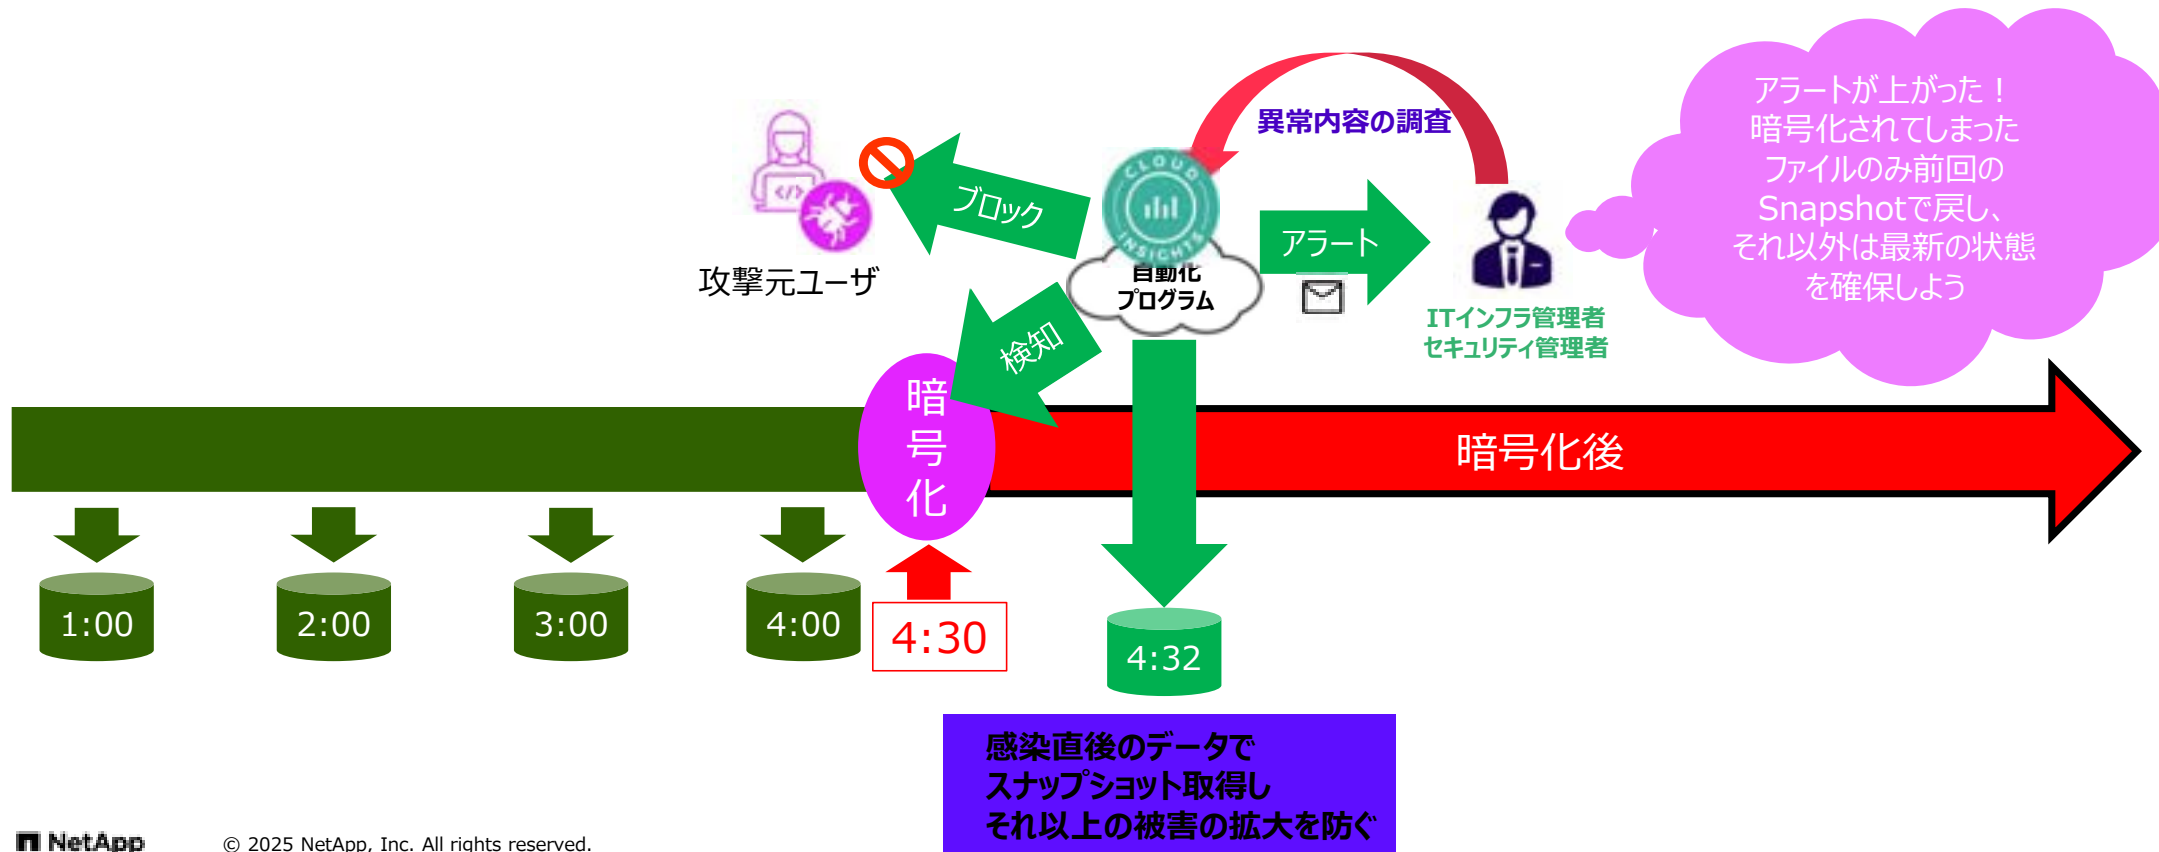 アラートが上がった！
暗号化されてしまった
ファイルのみ前回の
Snapshotで戻し、
それ以外は最新の状態
を確保しよう
異常内容の調査
CLOUD
INSIGHTS
ブロック
アラート
攻撃元ユーザ
自動化
プログラム
ITインフラ管理者
セキュリティ管理者
検知
暗
号
化
暗号化後
1:00
2:00
3:00
4:00
4:30
4:32
感染直後のデータで
スナップショット取得し
それ以上の被害の拡大を防ぐ
NetApp
© 2025 NetApp, Inc. All rights reserved.